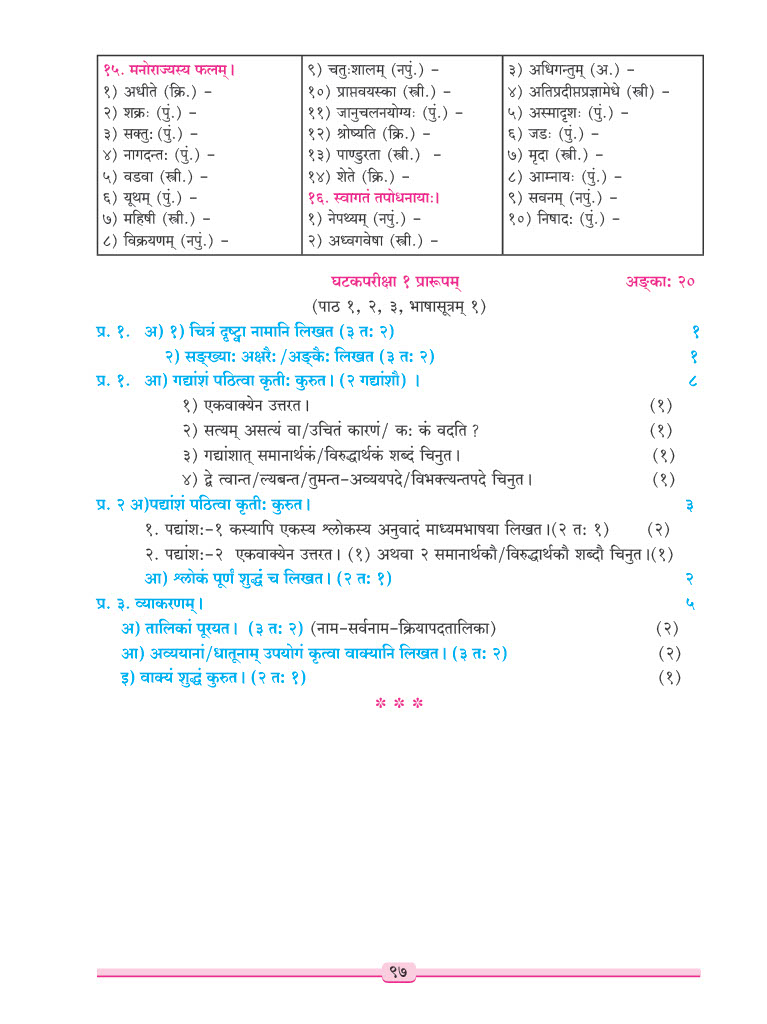 १५. मनोराज्यस्य फलम्।
१) अधीते (क्रि.) –
२) शक्रः (पुं.) –
३) सक्तु: (पुं.) –
४) नागदन्त: (पुं.) –
५) वडवा (स्त्री.) –
६) यूथम् (पुं.) –
७) महिषी (स्त्री.) –
८) विक्रयणम् (नपुं.) –
९) चतुःशालम् (नपुं.) –
१०) प्राप्तवयस्का (स्त्री.) –
११) जानुचलनयोग्यः (पुं.) –
१२) श्रोष्यति (क्रि.) –
१३) पाण्डुरता (स्त्री.) –
१४) शेते (क्रि.) –
१६. स्वागतं तपोधनायाः।
१) नेपथ्यम् (नपुं.) –
२) अध्वगवेषा (स्त्री.) –
३) अधिगन्तुम् (अ.) –
४) अतिप्रदीप्तप्रज्ञामेधे (स्त्री) –
५) अस्मादृशः (पुं.) –
६) जडः (पुं.) –
७) मृदा (स्त्री.) –
८) आम्नायः (पुं.) –
९) सवनम् (नपुं.) –
१०) निषाद: (पुं.) –
घटकपरीक्षा १ प्रारूपम् अङ्का: २०
(पाठ १, २, ३, भाषासूत्रम् १)
प्र. १. अ) १) चित्रं दृष्ट्वा नामानि लिखत (३ त: २) १
२) सङ्ख्या: अक्षरै: /अङ्कै: लिखत (३ त: २) १
प्र. १. आ) गद्यांशं पठित्वा कृती: कुरुत। (२ गद्यांशौ) । ८
१) एकवाक्येन उत्तरत। (१)
२) सत्यम् असत्यं वा/उचितं कारणं/ क: कं वदति ? (१)
३) गद्यांशात् समानार्थकं/विरुद्धार्थकं शब्दं चिनुत। (१)
४) द्वे त्वान्त/ल्यबन्त/तुमन्त-अव्ययपदे/विभक्त्यन्तपदे चिनुत। (१)
प्र. २ अ)पद्यांशं पठित्वा कृती: कुरुत। ३
१. पद्यांश:-१ कस्यापि एकस्य श्लोकस्य अनुवादं माध्यमभाषया लिखत।(२ त: १) (२)
२. पद्यांश:-२ एकवाक्येन उत्तरत। (१) अथवा २ समानार्थकौ/विरुद्धार्थकौ शब्दौ चिनुत।(१)
आ) श्लोकं पूर्णं शुद्धं च लिखत। (२ त: १) २
प्र. ३. व्याकरणम्। ५
अ) तालिकां पूरयत। (३ त: २) (नाम-सर्वनाम-क्रियापदतालिका) (२)
आ) अव्ययानां/धातूनाम् उपयोगं कृत्वा वाक्यानि लिखत। (३ त: २) (२)
इ) वाक्यं शुद्धं कुरुत। (२ त: १) (१)
* * *
९७